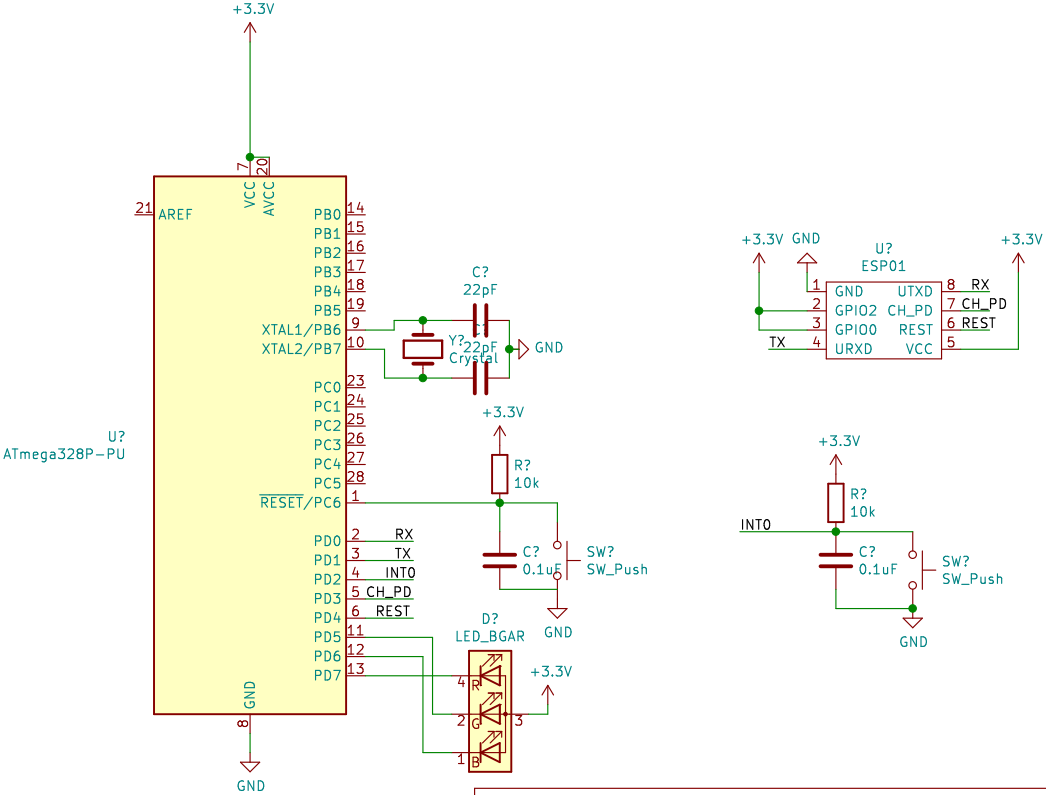 +3.3V
7
20
VCC
AVCC
21
AREF
PB0
14
PB1
15
PB2
16
PB3
17
PB4
18
PB5
19
XTAL1/PB6
9
XTAL2/PB7
10
PC0
23
PC1
24
PC2
25
PC3
26
PC4
27
PC5
28
RESET/PC6
1
PD0
2
RX
PD1
3
TX
PD2
4
INT0
PD3
5
CH_PD
PD4
6
REST
PD5
11
PD6
12
PD7
13
U?
ATmega328P-PU
GND
8
GND
C?
22pF
22pF
Y?
Crystal
GND
+3.3V
R?
10k
C?
0.1uF
SW?
SW_Push
GND
D?
LED_BGAR
4
R
2
G
1
B
3
+3.3V
+3.3V
GND
U?
ESP01
+3.3V
1
GND
UTXD
8
RX
2
GPIO2
CH_PD
7
CH_PD
3
GPIO0
REST
6
REST
TX
4
URXD
VCC
5
+3.3V
R?
10k
INT0
C?
0.1uF
SW?
SW_Push
GND